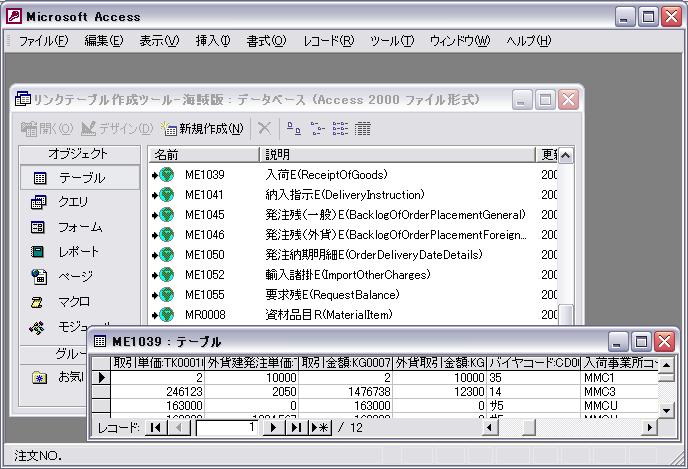 Microsoft Access
ファイル(F) 編集(E) 表示(V) 挿入(I) 書式(O) レコード(R) ツール(T) ウィンドウ(W) ヘルプ(H)
リンクテーブル作成ツール-海賊版 : データベース (Access 2000 ファイル形式)
開く(O) デザイン(D) 新規作成(N)
オブジェクト
テーブル
クエリ
フォーム
レポート
ページ
マクロ
モジュール
グルー
お気に
名前 説明 更新
ME1039 入荷E(ReceiptOfGoods) 200
ME1041 納入指示E(DeliveryInstruction) 200
ME1045 発注残(一般)E(BacklogOfOrderPlacementGeneral) 200
ME1046 発注残(外貨)E(BacklogOfOrderPlacementForeign... 200
ME1050 発注納期明細E(OrderDeliveryDateDetails) 200
ME1052 輸入諸掛E(ImportOtherCharges) 200
ME1055 要求残E(RequestBalance) 200
MR0008 資材品目R(MaterialItem) 200
ME1039 : テーブル
取引単価:TK0001( 外貨建発注単価: 取引金額:KG0007 外貨取引金額:KG バイヤコード:CD00 入荷事業所コー
2 10000 2 10000 35 MMC1
246123 2050 1476738 12300 14 MMC3
163000 0 163000 0 ｻ5 MMCU
レコード: 1 / 12
注文NO.